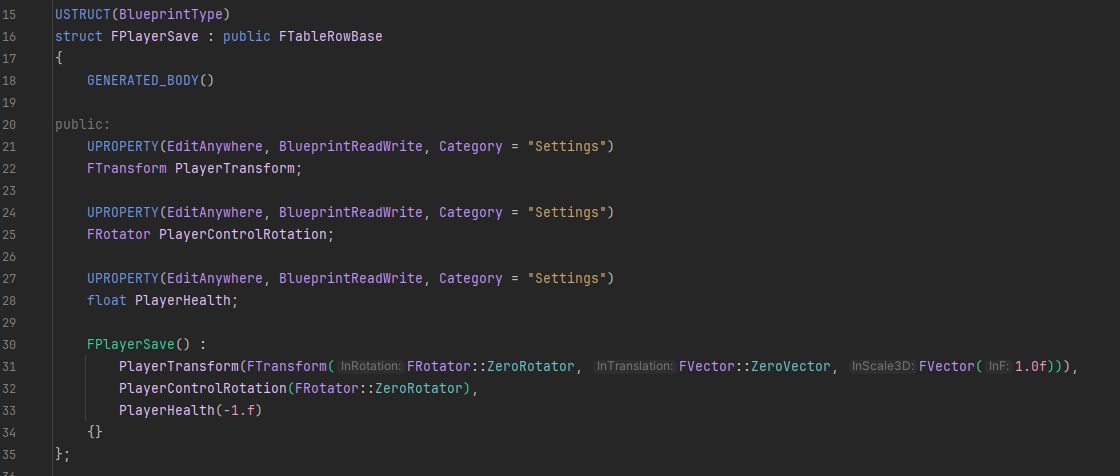 15 USTRUCT(BlueprintType)
16 struct FPlayerSave : public FTableRowBase
17 {
18     GENERATED_BODY()
19
20 public:
21     UPROPERTY(EditAnywhere, BlueprintReadWrite, Category = "Settings")
22     FTransform PlayerTransform;
23
24     UPROPERTY(EditAnywhere, BlueprintReadWrite, Category = "Settings")
25     FRotator PlayerControlRotation;
26
27     UPROPERTY(EditAnywhere, BlueprintReadWrite, Category = "Settings")
28     float PlayerHealth;
29
30     FPlayerSave() :
31         PlayerTransform(FTransform( InRotation: FRotator::ZeroRotator, InTranslation: FVector::ZeroVector, InScale3D: FVector( InF: 1.0f))),
32         PlayerControlRotation(FRotator::ZeroRotator),
33         PlayerHealth(-1.f)
34     {}
35 };